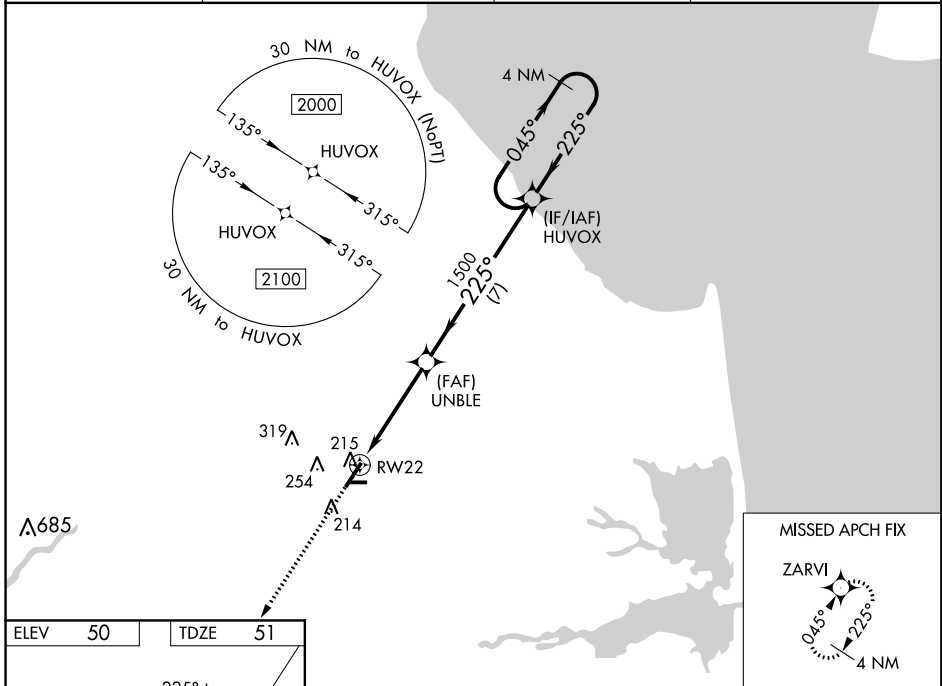 30 NM to HUVOX (NoPT)
2000
135°
HUVOX
315°
135°
HUVOX
315°
2100
30 NM to HUVOX
4 NM
045°
225°
(IF/IAF)
HUVOX
1500
225°
(7)
(FAF)
UNBLE
319
215
254
RW22
214
685
MISSED APCH FIX
ZARVI
045°
225°
4 NM
ELEV 50
TDZE 51